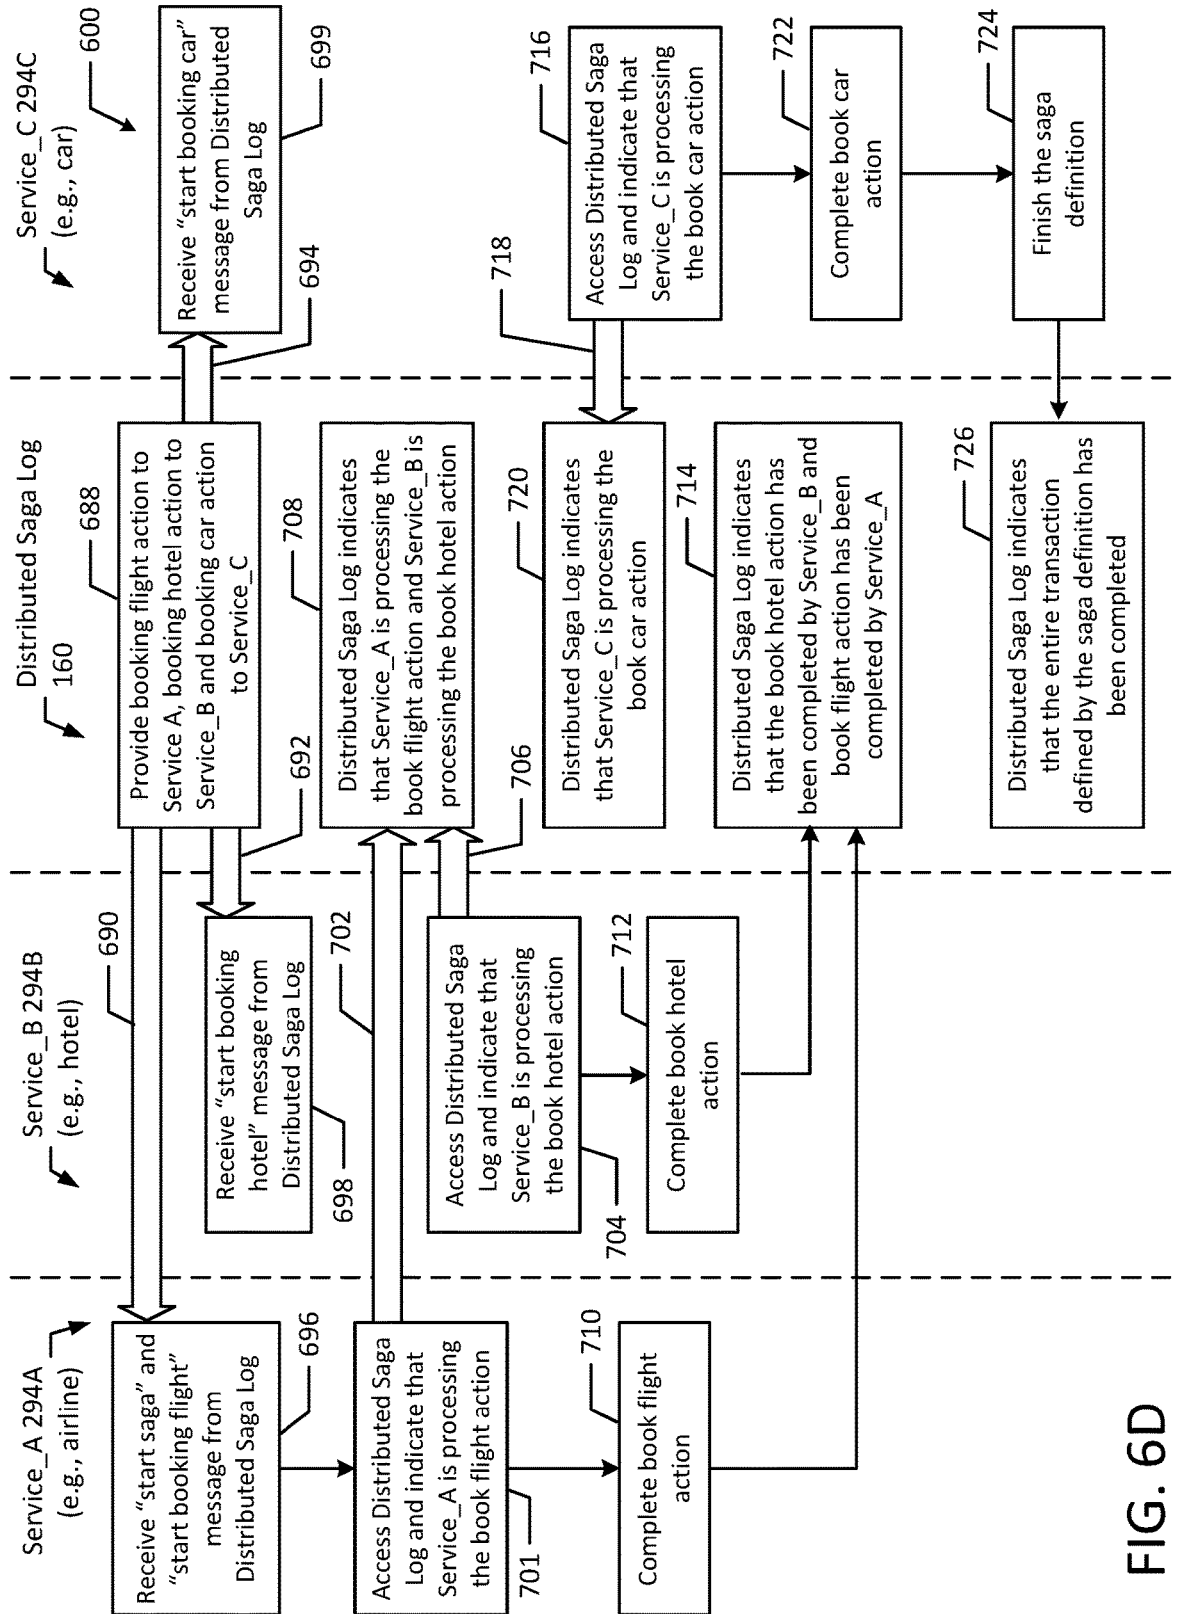 Service_A 294A
(e.g., airline)
Service_B 294B
(e.g., hotel)
Distributed Saga Log
160
Service_C 294C
(e.g., car)
600
690
688
Provide booking flight action to
Service A, booking hotel action to
Service_B and booking car action
to Service_C
Receive “start saga” and
“start booking flight”
message from
Distributed Saga Log
696
692
Receive “start booking
hotel” message from
Distributed Saga Log
698
694
Receive “start booking car”
message from Distributed
Saga Log
699
Access Distributed Saga
Log and indicate that
Service_A is processing
the book flight action
701
702
708
Distributed Saga Log indicates
that Service_A is processing the
book flight action and Service_B is
processing the book hotel action
706
Access Distributed Saga
Log and indicate that
Service_B is processing
the book hotel action
704
716
Access Distributed Saga
Log and indicate that
Service_C is processing
the book car action
718
720
Distributed Saga Log indicates
that Service_C is processing the
book car action
710
Complete book flight
action
712
Complete book hotel
action
714
Distributed Saga Log indicates
that the book hotel action has
been completed by Service_B and
book flight action has been
completed by Service_A
722
Complete book car
action
724
Finish the saga
definition
726
Distributed Saga Log indicates
that the entire transaction
defined by the saga definition has
been completed
FIG. 6D